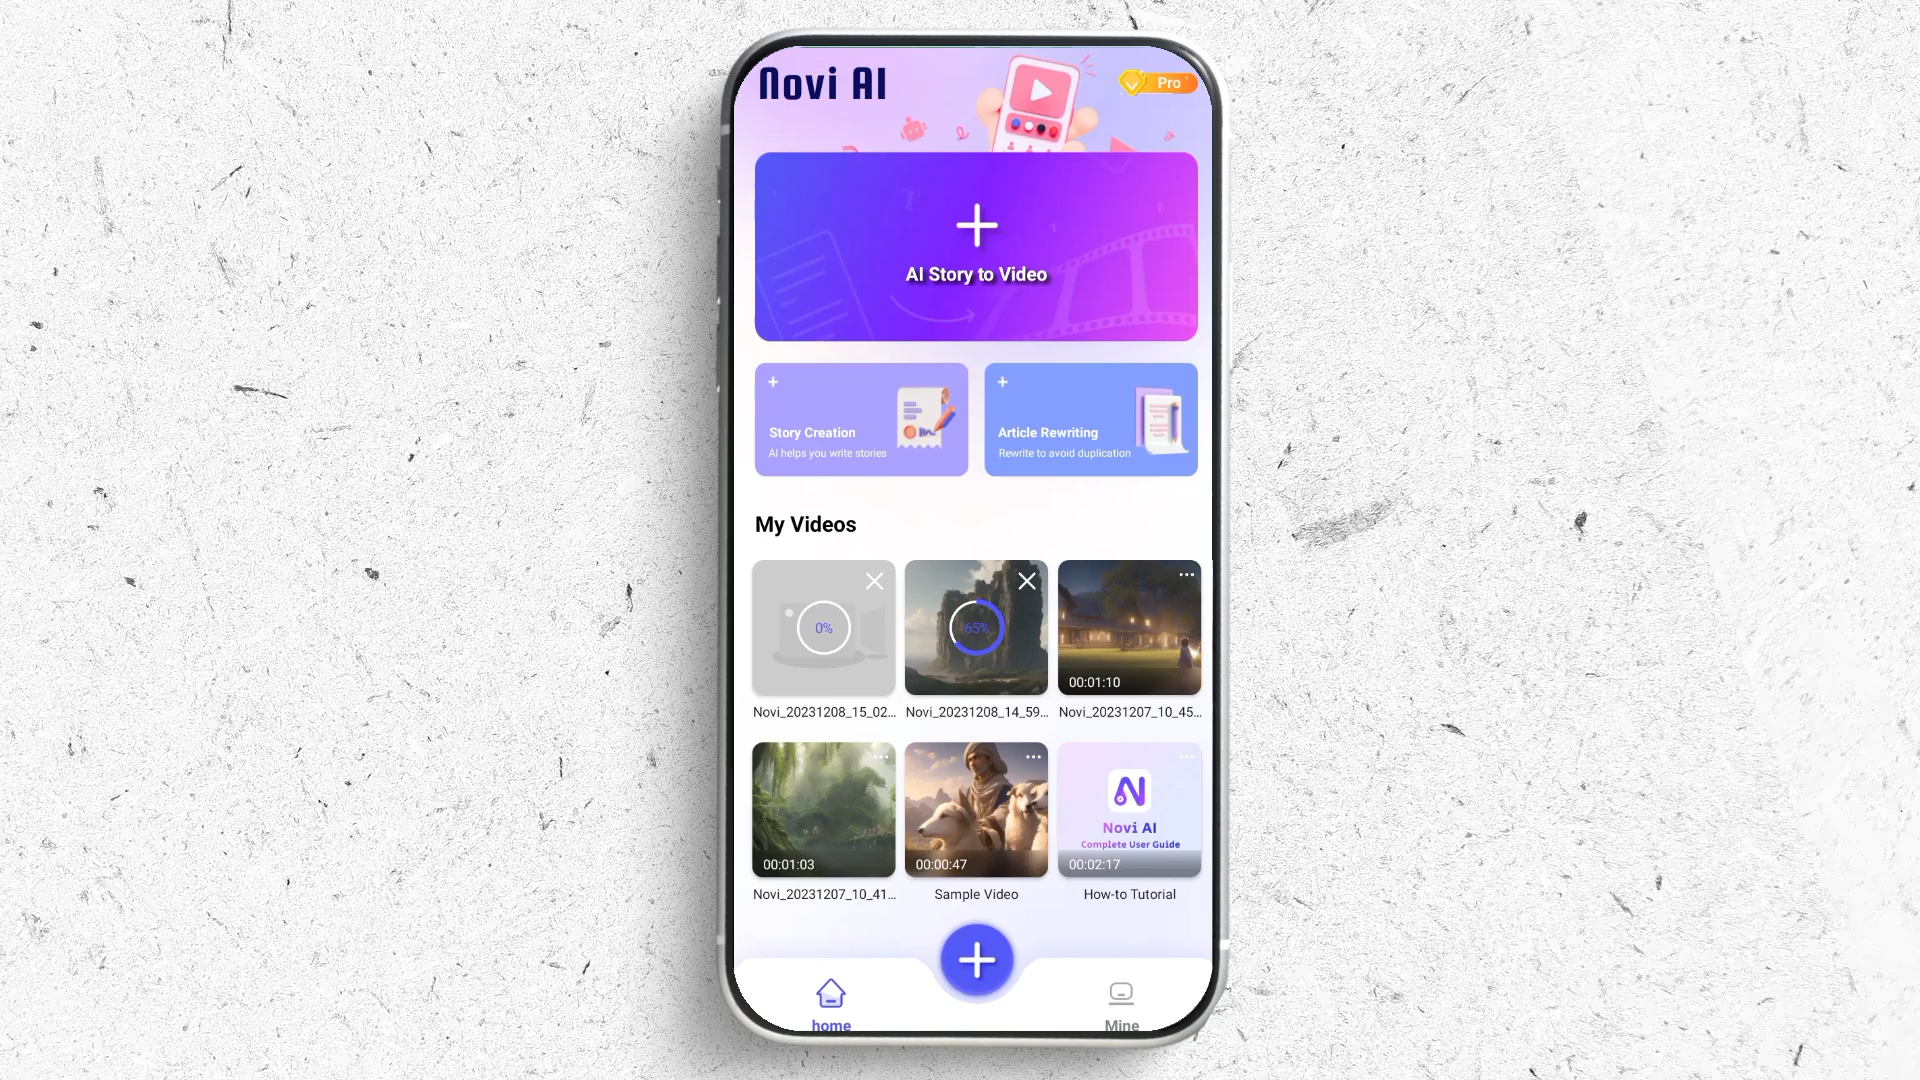 Novi AI
Pro
AI Story to Video
Story Creation
AI helps you write stories
Article Rewriting
Rewrite to avoid duplication
My Videos
0%
65%
00:01:10
Novi_20231208_15_02...
Novi_20231208_14_59...
Novi_20231207_10_45...
Novi AI
Complete User Guide
00:01:03
00:00:47
00:02:17
Novi_20231207_10_41...
Sample Video
How-to Tutorial
home
Mine